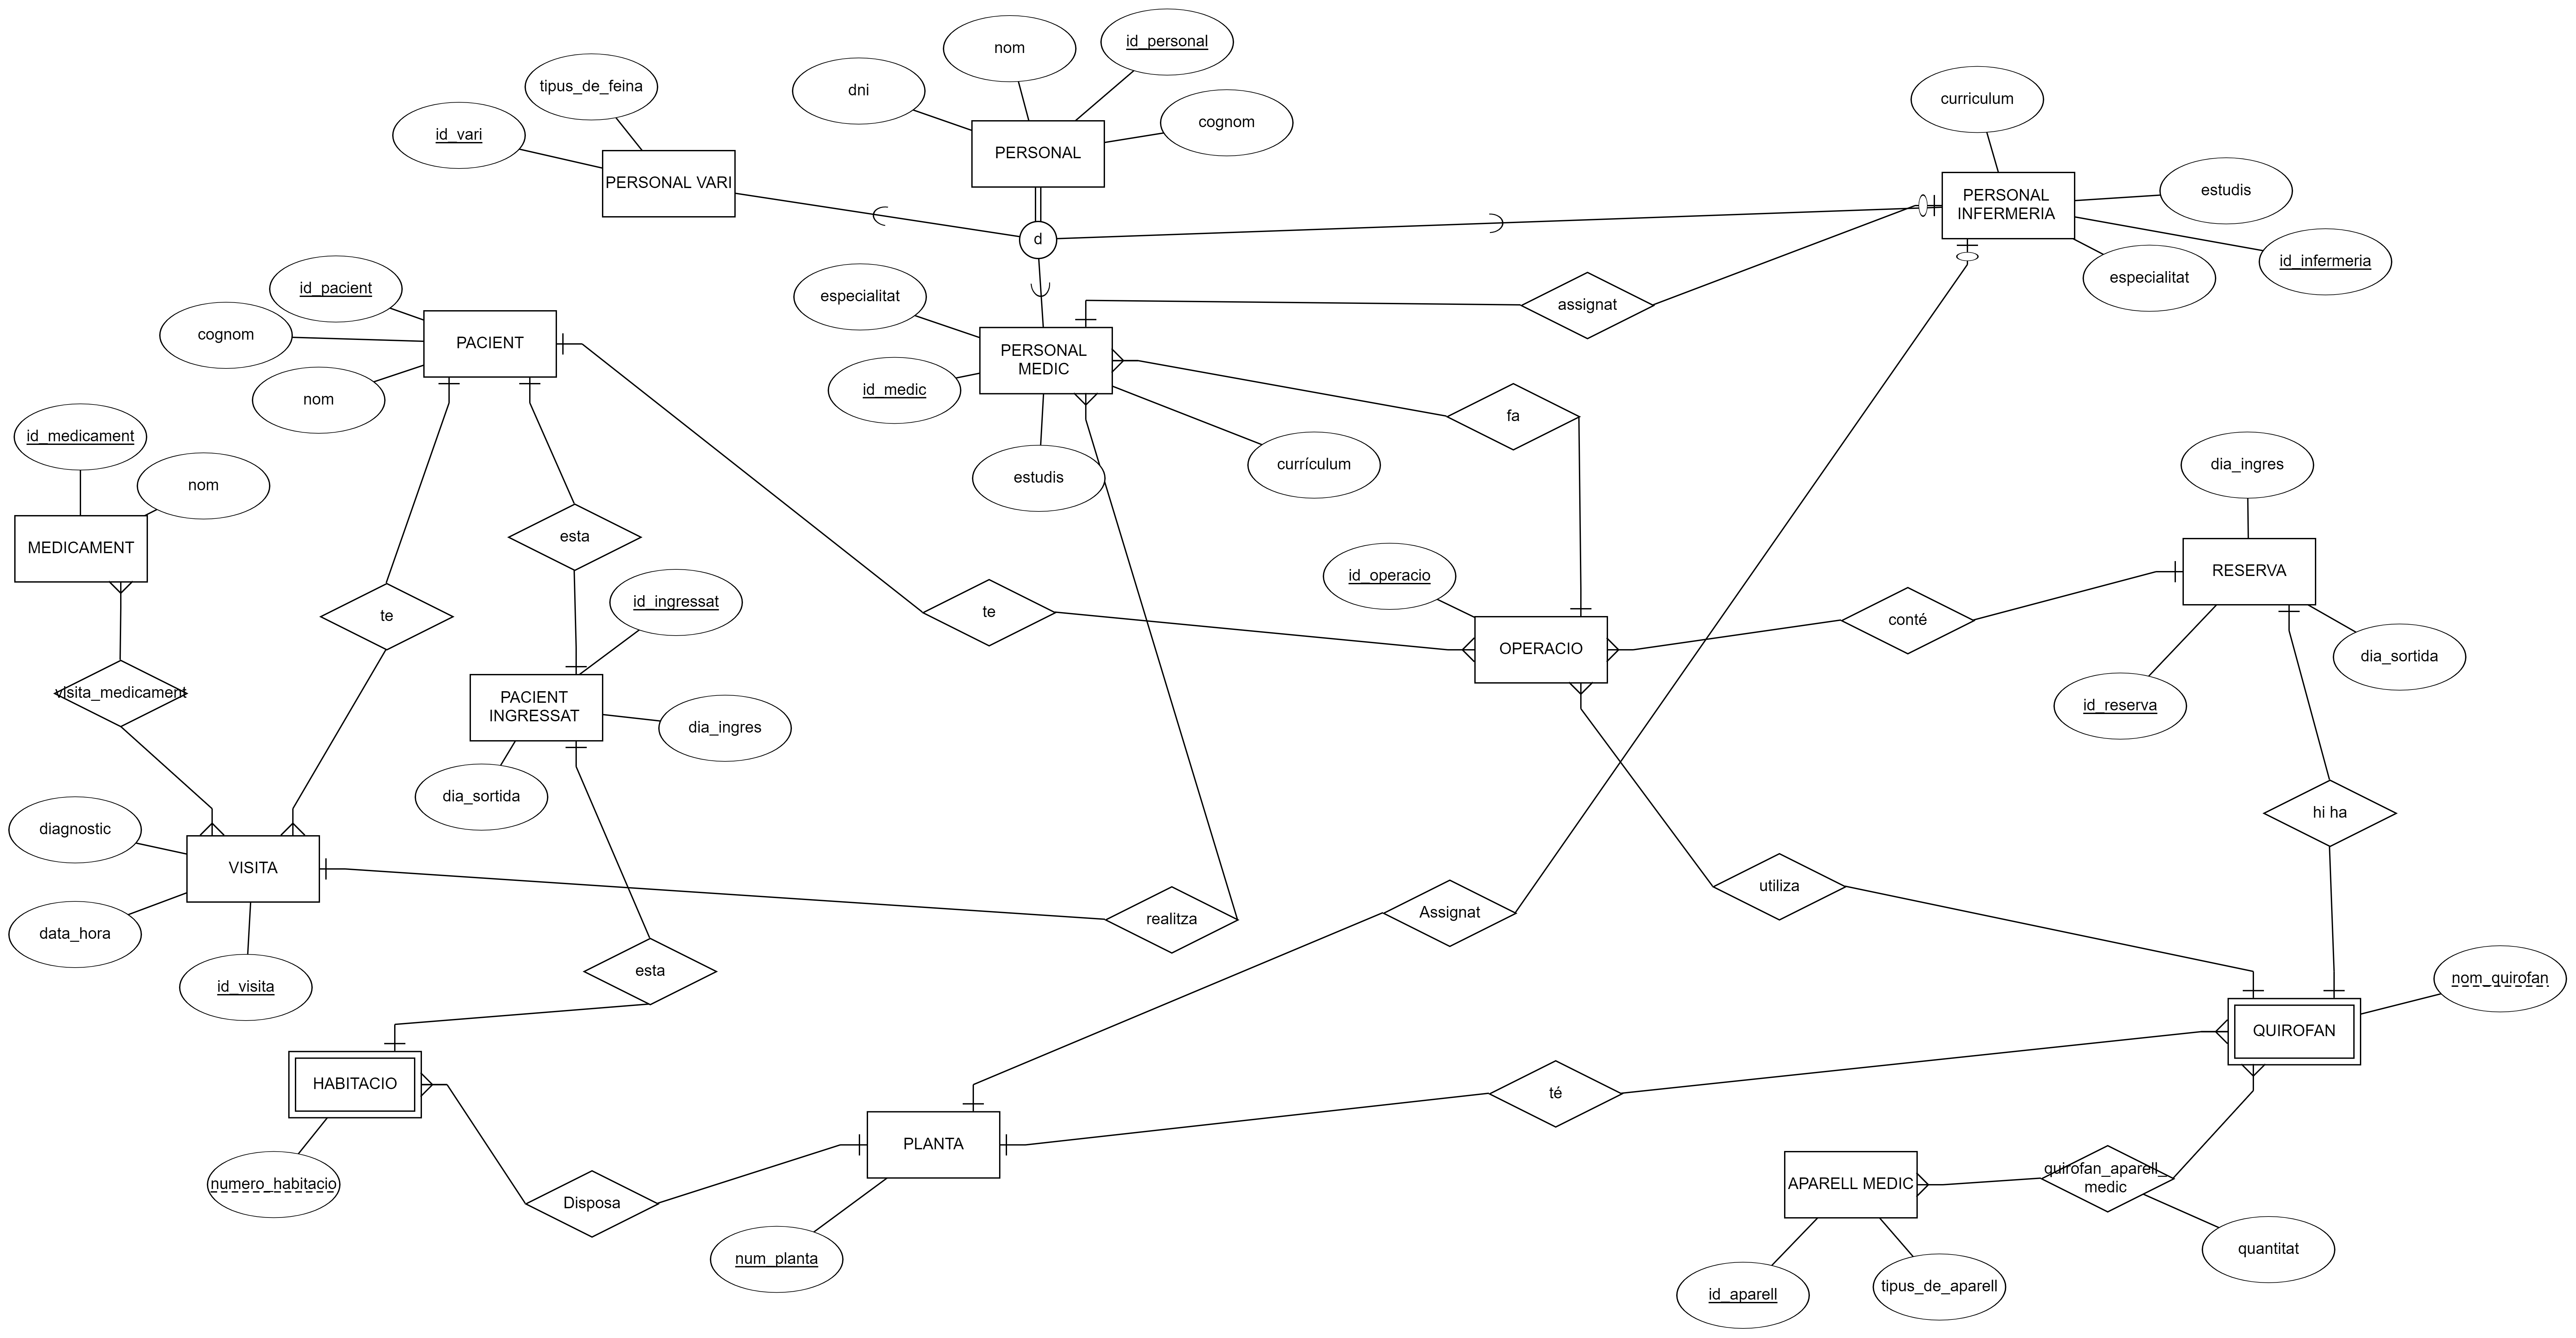 nom
id_personal
tipus_de_feina
dni
curriculum
id_vari
cognom
PERSONAL
PERSONAL VARI
PERSONAL
INFERMERIA
estudis
d
id_infermeria
especialitat
id_pacient
especialitat
assignat
cognom
PACIENT
PERSONAL
MEDIC
nom
id_medic
fa
id_medicament
nom
estudis
currículum
dia_ingres
MEDICAMENT
esta
RESERVA
id_operacio
id_ingressat
te
te
conté
OPERACIO
dia_sortida
visita_medicament
PACIENT
INGRESSAT
id_reserva
dia_ingres
dia_sortida
hi ha
diagnostic
VISITA
utiliza
realitza
Assignat
data_hora
esta
nom_quirofan
id_visita
QUIROFAN
HABITACIO
té
PLANTA
numero_habitacio
Disposa
APARELL MEDIC
quirofan_aparell_
medic
num_planta
quantitat
id_aparell
tipus_de_aparell